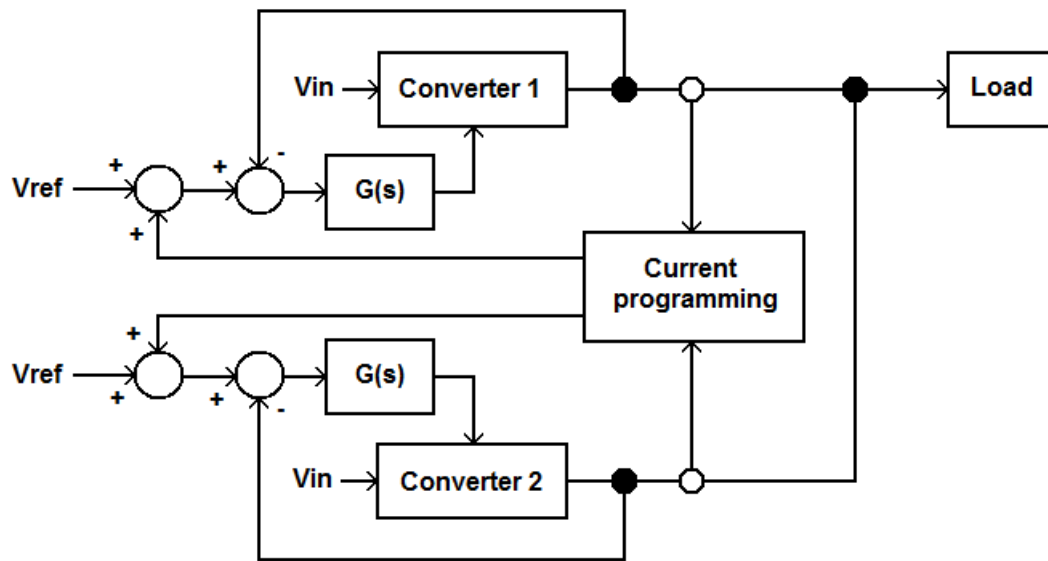 Vin
Converter 1
Load
+
+
-
Vref
G(s)
+
Current
programming
+
Vref
G(s)
+
+
-
Vin
Converter 2